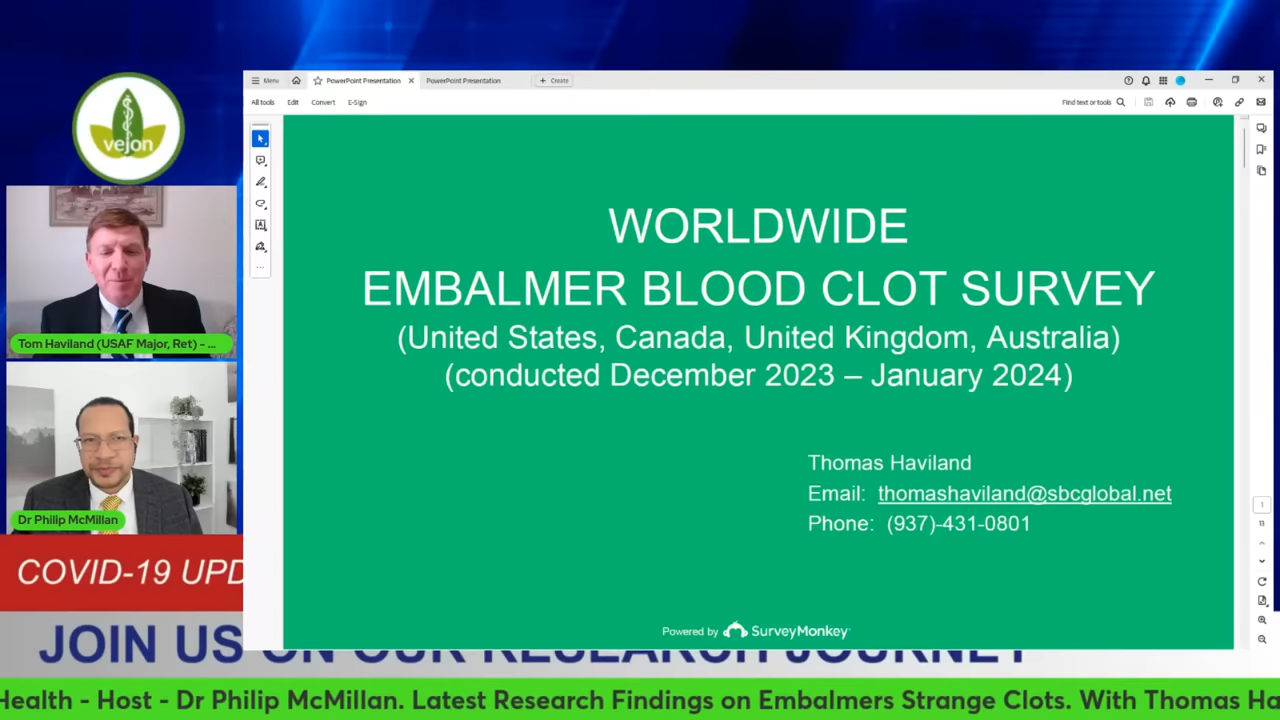 vejon
Menu
PowerPoint Presentation
PowerPoint Presentation
Create
All tools
Edit
Convert
E-Sign
Find text or tools
WORLDWIDE
EMBALMER BLOOD CLOT SURVEY
(United States, Canada, United Kingdom, Australia)
(conducted December 2023 – January 2024)
Thomas Haviland
Email: thomashaviland@sbcglobal.net
Phone: (937)-431-0801
Powered by SurveyMonkey
1
13
Tom Haviland (USAF Major, Ret) - ...
Dr Philip McMillan
COVID-19 UPD
JOIN US ON OUR RESEARCH JOURNEY
Health - Host - Dr Philip McMillan. Latest Research Findings on Embalmers Strange Clots. With Thomas Ha